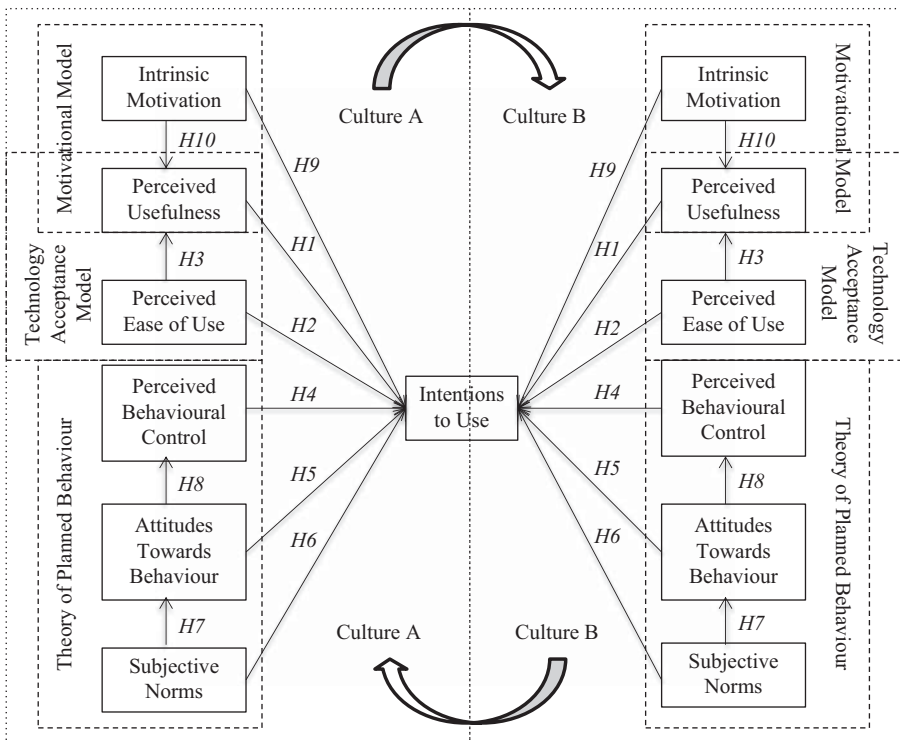 Motivational Model
Intrinsic
Motivation
H10
Perceived
Usefulness
Technology
Acceptance
Model
H3
Perceived
Ease of Use
Theory of Planned Behaviour
Perceived
Behavioural
Control
H8
Attitudes
Towards
Behaviour
H7
Subjective
Norms
H9
H1
H2
H4
H5
H6
Culture A
Culture B
Intentions
to Use
Culture A
Culture B
H9
H1
H2
H4
H5
H6
Intrinsic
Motivation
H10
Perceived
Usefulness
H3
Perceived
Ease of Use
Perceived
Behavioural
Control
H8
Attitudes
Towards
Behaviour
H7
Subjective
Norms
Motivational Model
Technology
Acceptance
Model
Theory of Planned Behaviour